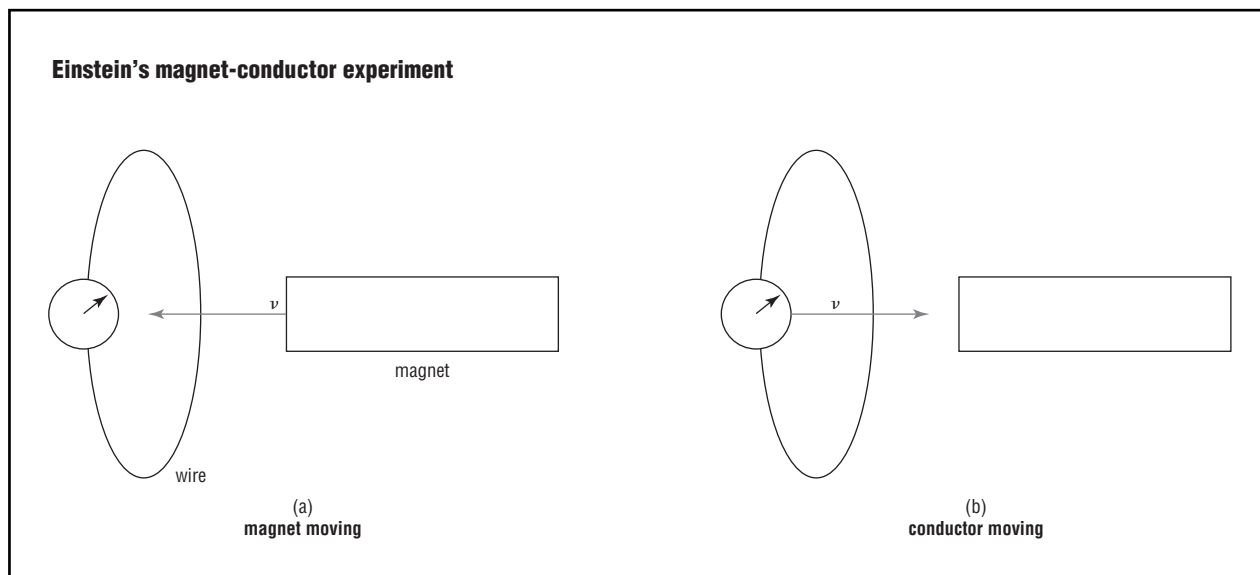 Einstein's magnet-conductor experiment
ν
magnet
wire
(a)
magnet moving
ν
(b)
conductor moving